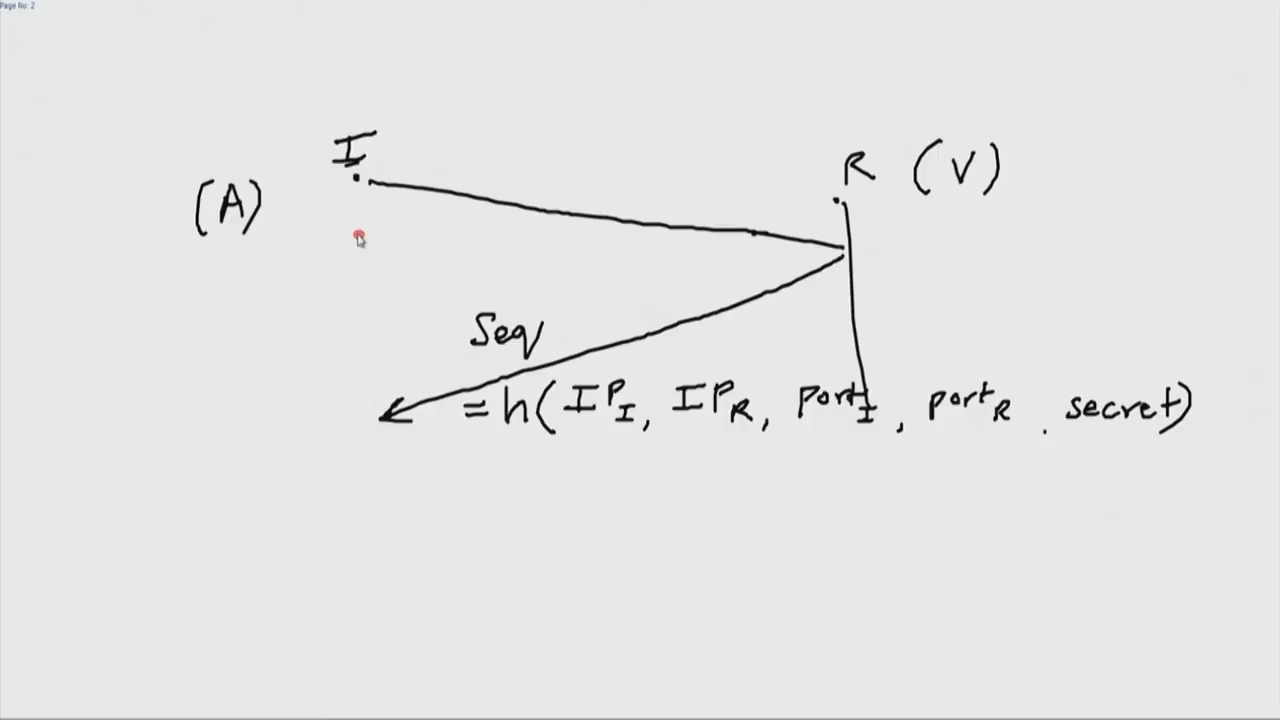 Page No: 2
I
R (V)
(A)
Seq
= h(IP_I, IP_R, port_I, port_R . secret)